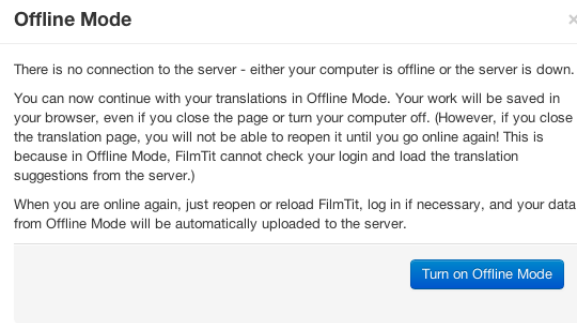 Offline Mode
There is no connection to the server - either your computer is offline or the server is down.
You can now continue with your translations in Offline Mode. Your work will be saved in
your browser, even if you close the page or turn your computer off. (However, if you close
the translation page, you will not be able to reopen it until you go online again! This is
because in Offline Mode, FilmTit cannot check your login and load the translation
suggestions from the server.)
When you are online again, just reopen or reload FilmTit, log in if necessary, and your data
from Offline Mode will be automatically uploaded to the server.
Turn on Offline Mode